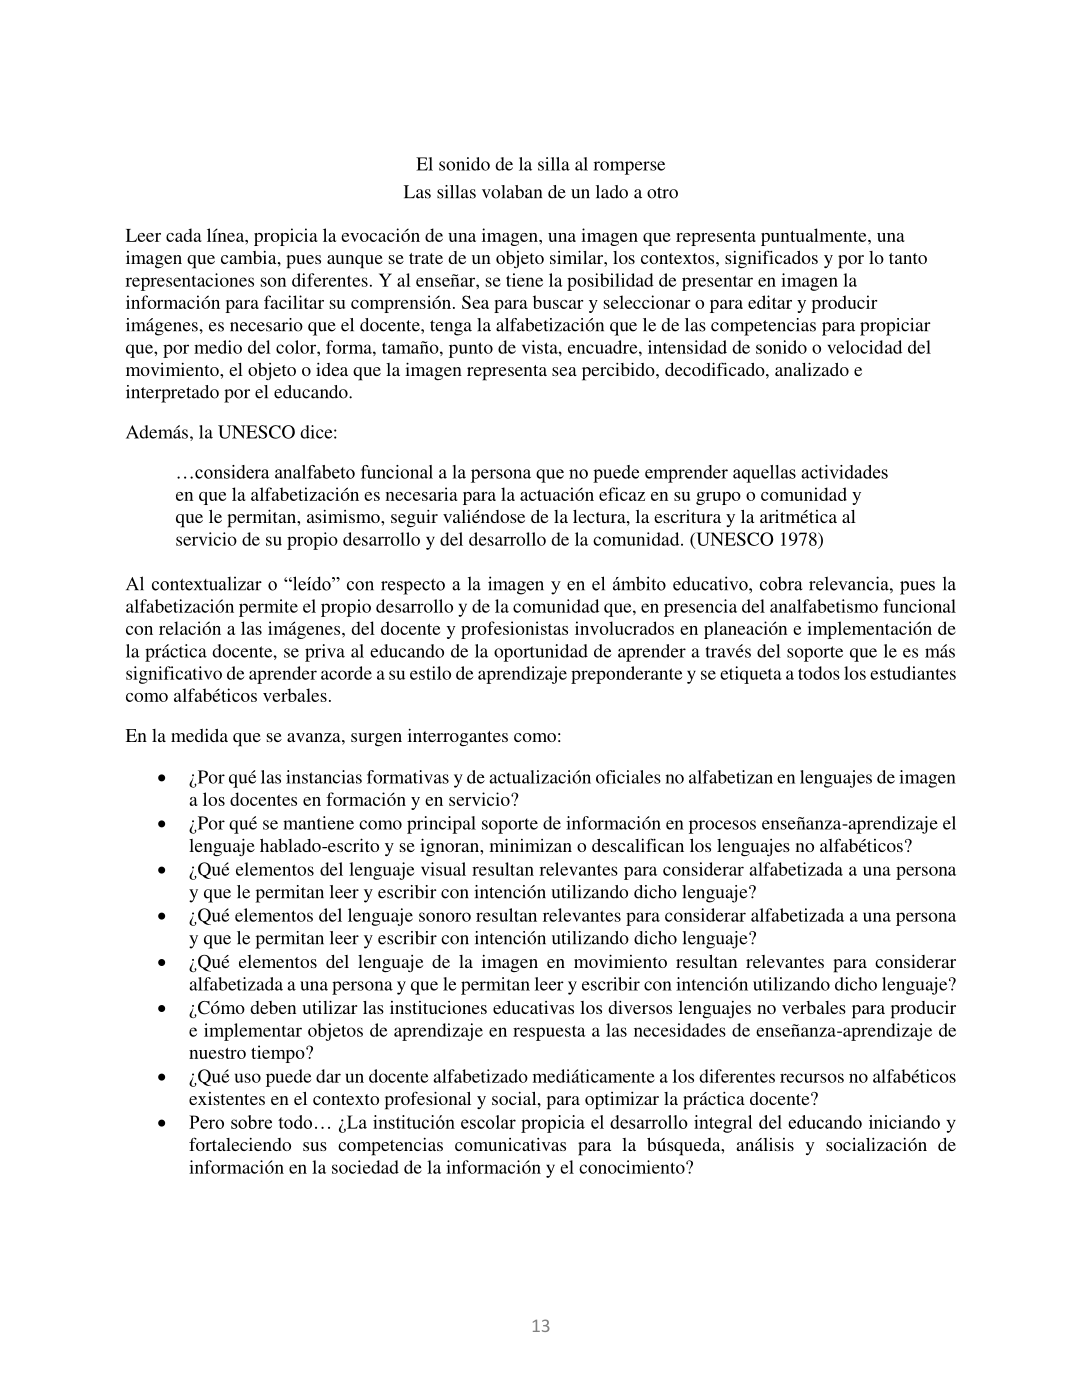 El sonido de la silla al romperse
Las sillas volaban de un lado a otro
Leer cada línea, propicia la evocación de una imagen, una imagen que representa puntualmente, una
imagen que cambia, pues aunque se trate de un objeto similar, los contextos, significados y por lo tanto
representaciones son diferentes. Y al enseñar, se tiene la posibilidad de presentar en imagen la
información para facilitar su comprensión. Sea para buscar y seleccionar o para editar y producir
imágenes, es necesario que el docente, tenga la alfabetización que le de las competencias para propiciar
que, por medio del color, forma, tamaño, punto de vista, encuadre, intensidad de sonido o velocidad del
movimiento, el objeto o idea que la imagen representa sea percibido, decodificado, analizado e
interpretado por el educando.
Además, la UNESCO dice:
…considera analfabeto funcional a la persona que no puede emprender aquellas actividades
en que la alfabetización es necesaria para la actuación eficaz en su grupo o comunidad y
que le permitan, asimismo, seguir valiéndose de la lectura, la escritura y la aritmética al
servicio de su propio desarrollo y del desarrollo de la comunidad. (UNESCO 1978)
Al contextualizar o “leído” con respecto a la imagen y en el ámbito educativo, cobra relevancia, pues la
alfabetización permite el propio desarrollo y de la comunidad que, en presencia del analfabetismo funcional
con relación a las imágenes, del docente y profesionistas involucrados en planeación e implementación de
la práctica docente, se priva al educando de la oportunidad de aprender a través del soporte que le es más
significativo de aprender acorde a su estilo de aprendizaje preponderante y se etiqueta a todos los estudiantes
como alfabéticos verbales.
En la medida que se avanza, surgen interrogantes como:
• ¿Por qué las instancias formativas y de actualización oficiales no alfabetizan en lenguajes de imagen
a los docentes en formación y en servicio?
• ¿Por qué se mantiene como principal soporte de información en procesos enseñanza-aprendizaje el
lenguaje hablado-escrito y se ignoran, minimizan o descalifican los lenguajes no alfabéticos?
• ¿Qué elementos del lenguaje visual resultan relevantes para considerar alfabetizada a una persona
y que le permitan leer y escribir con intención utilizando dicho lenguaje?
• ¿Qué elementos del lenguaje sonoro resultan relevantes para considerar alfabetizada a una persona
y que le permitan leer y escribir con intención utilizando dicho lenguaje?
• ¿Qué elementos del lenguaje de la imagen en movimiento resultan relevantes para considerar
alfabetizada a una persona y que le permitan leer y escribir con intención utilizando dicho lenguaje?
• ¿Cómo deben utilizar las instituciones educativas los diversos lenguajes no verbales para producir
e implementar objetos de aprendizaje en respuesta a las necesidades de enseñanza-aprendizaje de
nuestro tiempo?
• ¿Qué uso puede dar un docente alfabetizado mediáticamente a los diferentes recursos no alfabéticos
existentes en el contexto profesional y social, para optimizar la práctica docente?
• Pero sobre todo… ¿La institución escolar propicia el desarrollo integral del educando iniciando y
fortaleciendo sus competencias comunicativas para la búsqueda, análisis y socialización de
información en la sociedad de la información y el conocimiento?
13